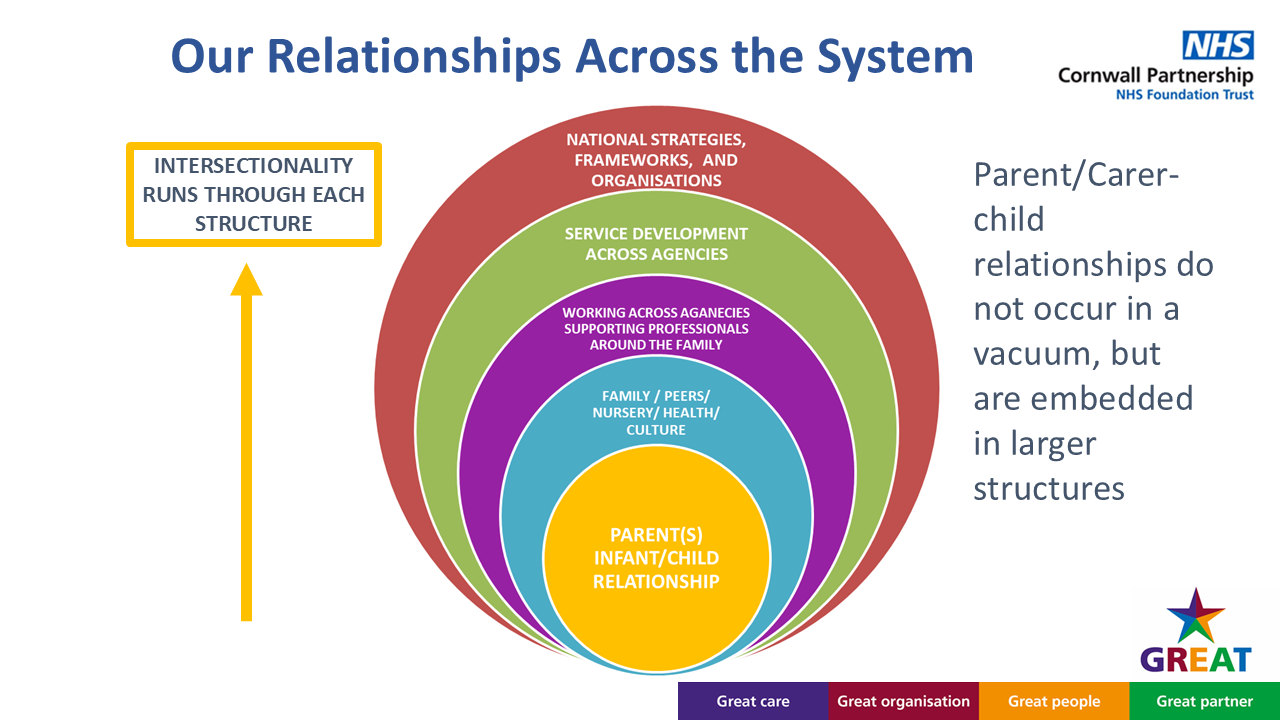 Our Relationships Across the System
NHS
Cornwall Partnership
NHS Foundation Trust
INTERSECTIONALITY
RUNS THROUGH EACH
STRUCTURE
NATIONAL STRATEGIES,
FRAMEWORKS, AND
ORGANISATIONS
SERVICE DEVELOPMENT
ACROSS AGENCIES
WORKING ACROSS AGANECIES
SUPPORTING PROFESSIONALS
AROUND THE FAMILY
FAMILY / PEERS/
NURSERY/ HEALTH/
CULTURE
PARENT(S)
INFANT/CHILD
RELATIONSHIP
Parent/Carer-
child
relationships do
not occur in a
vacuum, but
are embedded
in larger
structures
GREAT
Great care
Great organisation
Great people
Great partner